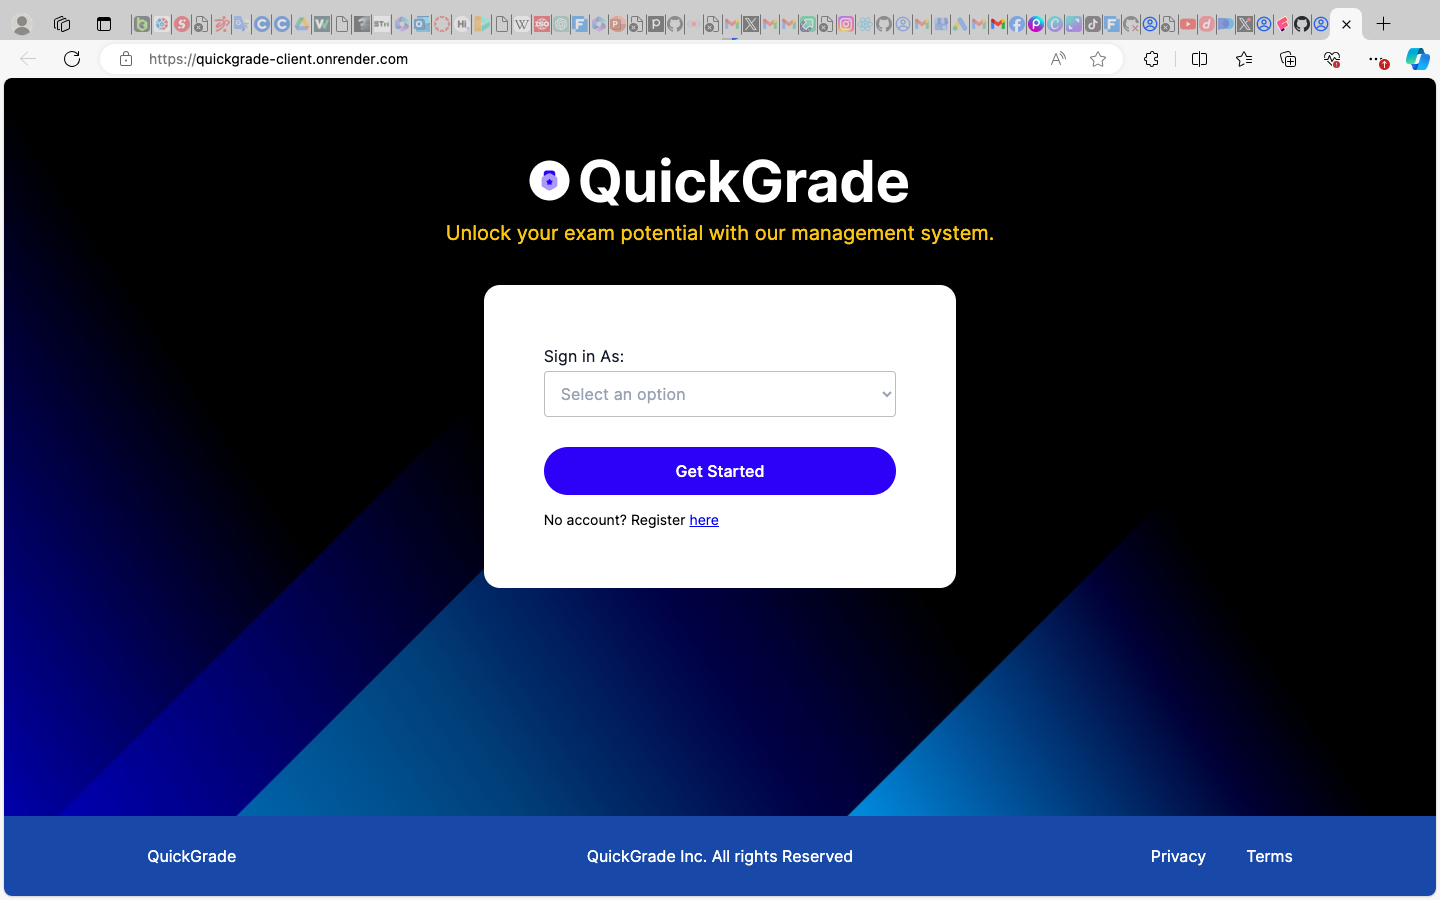 https://quickgrade-client.onrender.com
QuickGrade
Unlock your exam potential with our management system.
Sign in As:
Select an option
Get Started
No account? Register here
QuickGrade
QuickGrade Inc. All rights Reserved
Privacy
Terms